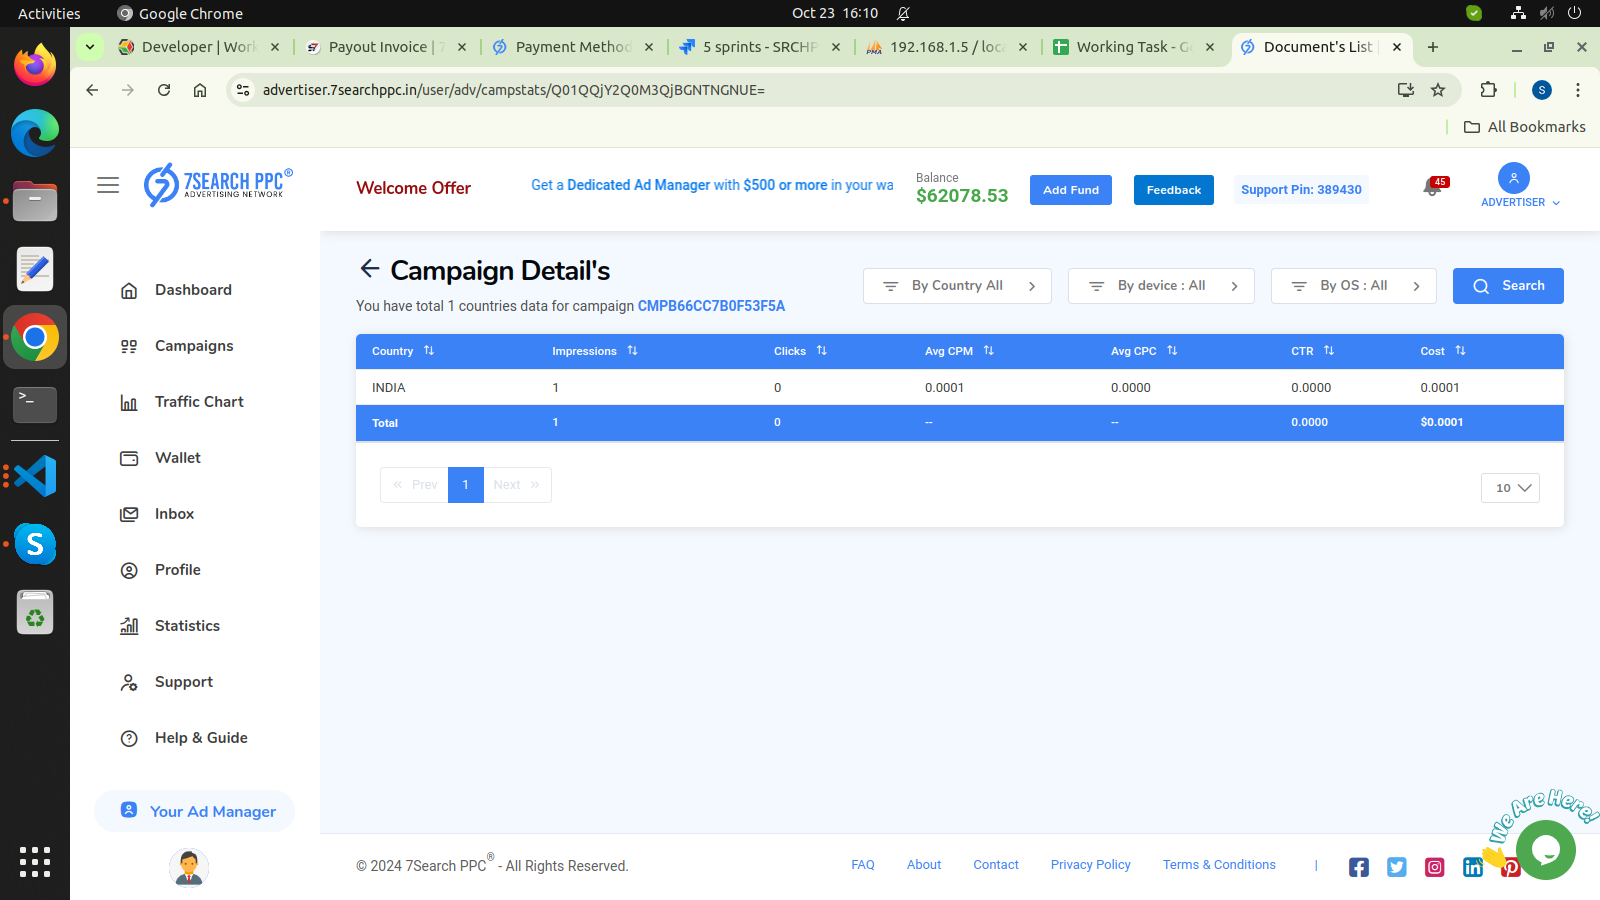 Activities
Google Chrome
Oct 23 16:10
Developer | Work
Payout Invoice | 7
Payment Method
5 sprints - SRCHP
192.168.1.5 / loca
Working Task - Go
Document's List |
advertiser.7searchppc.in/user/adv/campstats/Q01QQjY2Q0M3QjBGNTNGNUE=
S
All Bookmarks
7SEARCH PPC®
ADVERTISING NETWORK
Welcome Offer
Get a Dedicated Ad Manager with $500 or more in your wa
Balance
$62078.53
Add Fund
Feedback
Support Pin: 389430
45
ADVERTISER
Dashboard
Campaigns
Traffic Chart
Wallet
Inbox
Profile
Statistics
Support
Help & Guide
Your Ad Manager
Campaign Detail's
You have total 1 countries data for campaign CMPB66CC7B0F53F5A
By Country All
By device : All
By OS : All
Search
Country Impressions Clicks Avg CPM Avg CPC CTR Cost
INDIA 1 0 0.0001 0.0000 0.0000 0.0001
Total 1 0 -- -- 0.0000 $0.0001
« Prev 1 Next »
10
We Are Here!
© 2024 7Search PPC® - All Rights Reserved.
FAQ About Contact Privacy Policy Terms & Conditions |